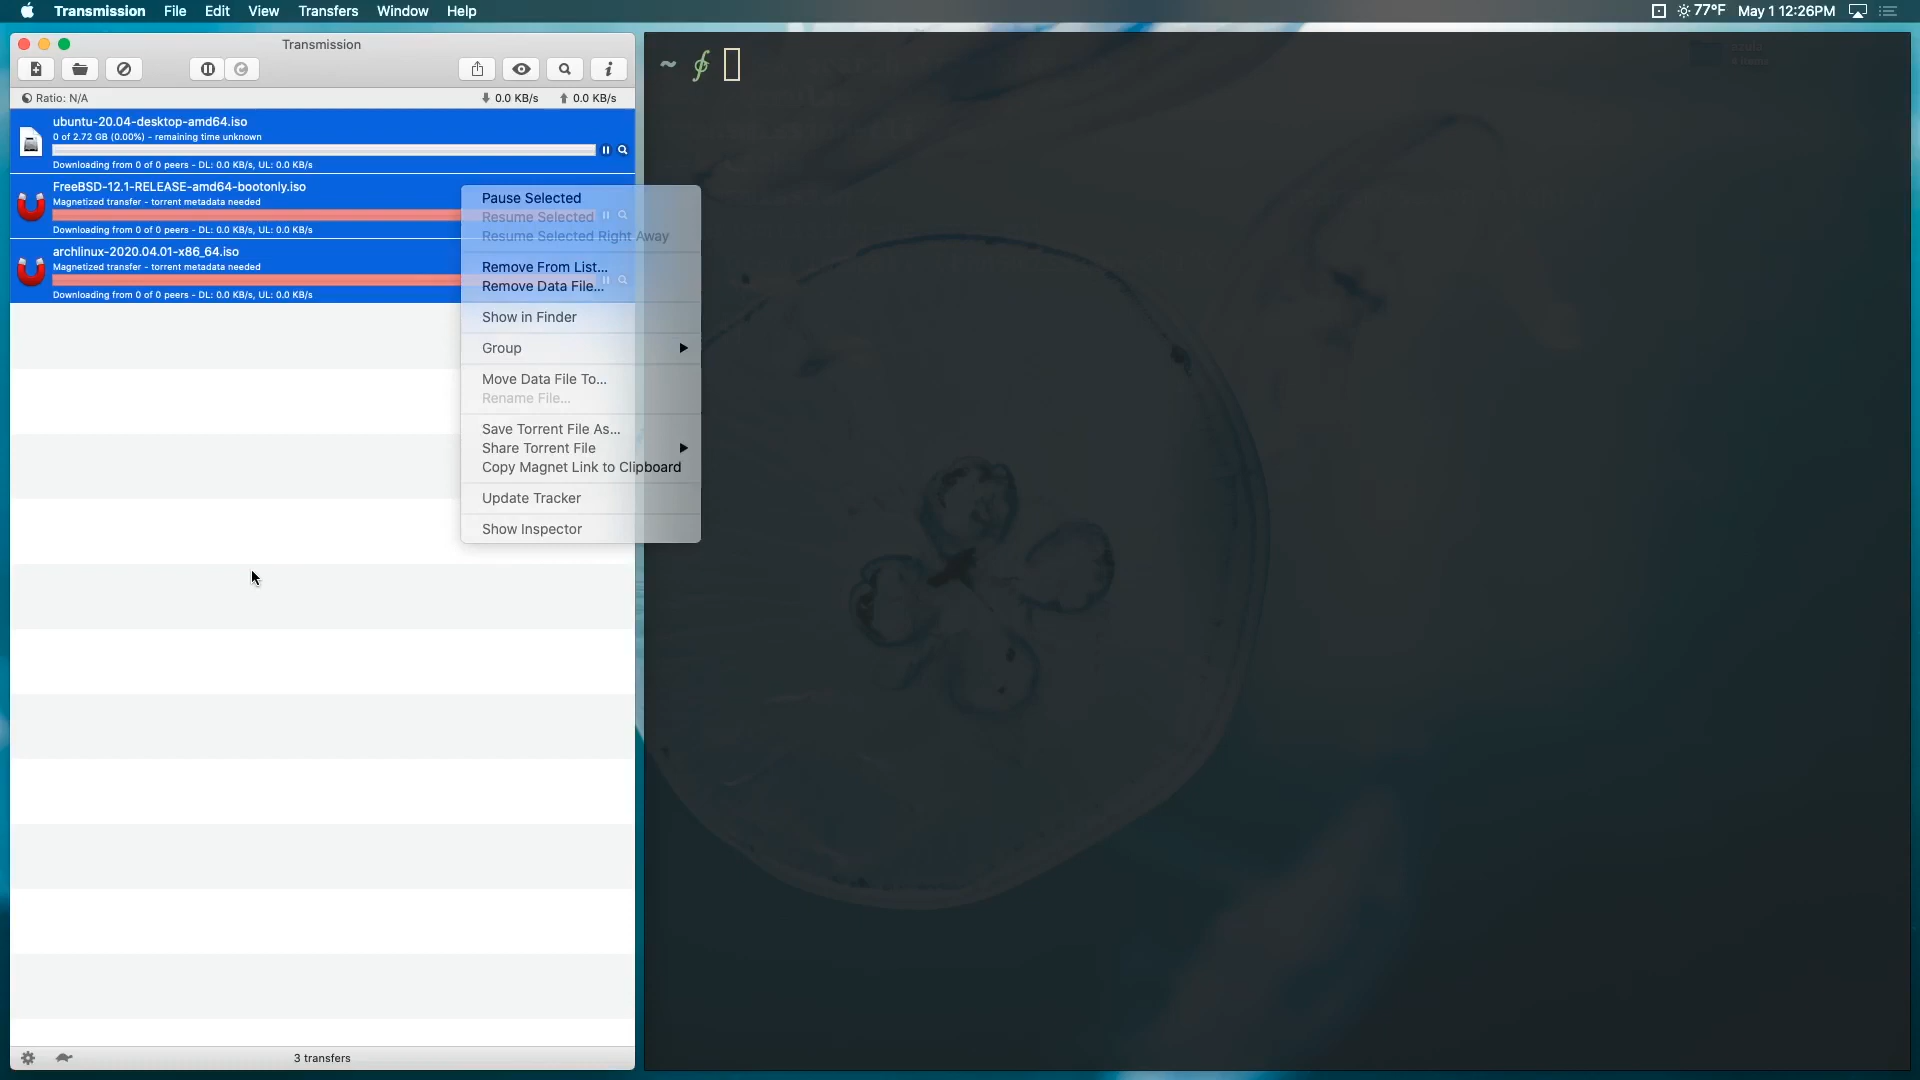 Transmission File Edit View Transfers Window Help
77°F May 1 12:26PM
Transmission
Ratio: N/A 0.0 KB/s 0.0 KB/s
ubuntu-20.04-desktop-amd64.iso
0 of 2.72 GB (0.00%) - remaining time unknown
Downloading from 0 of 0 peers - DL: 0.0 KB/s, UL: 0.0 KB/s
FreeBSD-12.1-RELEASE-amd64-bootonly.iso
Magnetized transfer - torrent metadata needed
Downloading from 0 of 0 peers - DL: 0.0 KB/s, UL: 0.0 KB/s
archlinux-2020.04.01-x86_64.iso
Magnetized transfer - torrent metadata needed
Downloading from 0 of 0 peers - DL: 0.0 KB/s, UL: 0.0 KB/s
Pause Selected
Resume Selected
Resume Selected Right Away
Remove From List...
Remove Data File...
Show in Finder
Group
Move Data File To...
Rename File...
Save Torrent File As...
Share Torrent File
Copy Magnet Link to Clipboard
Update Tracker
Show Inspector
3 transfers
~ ∮